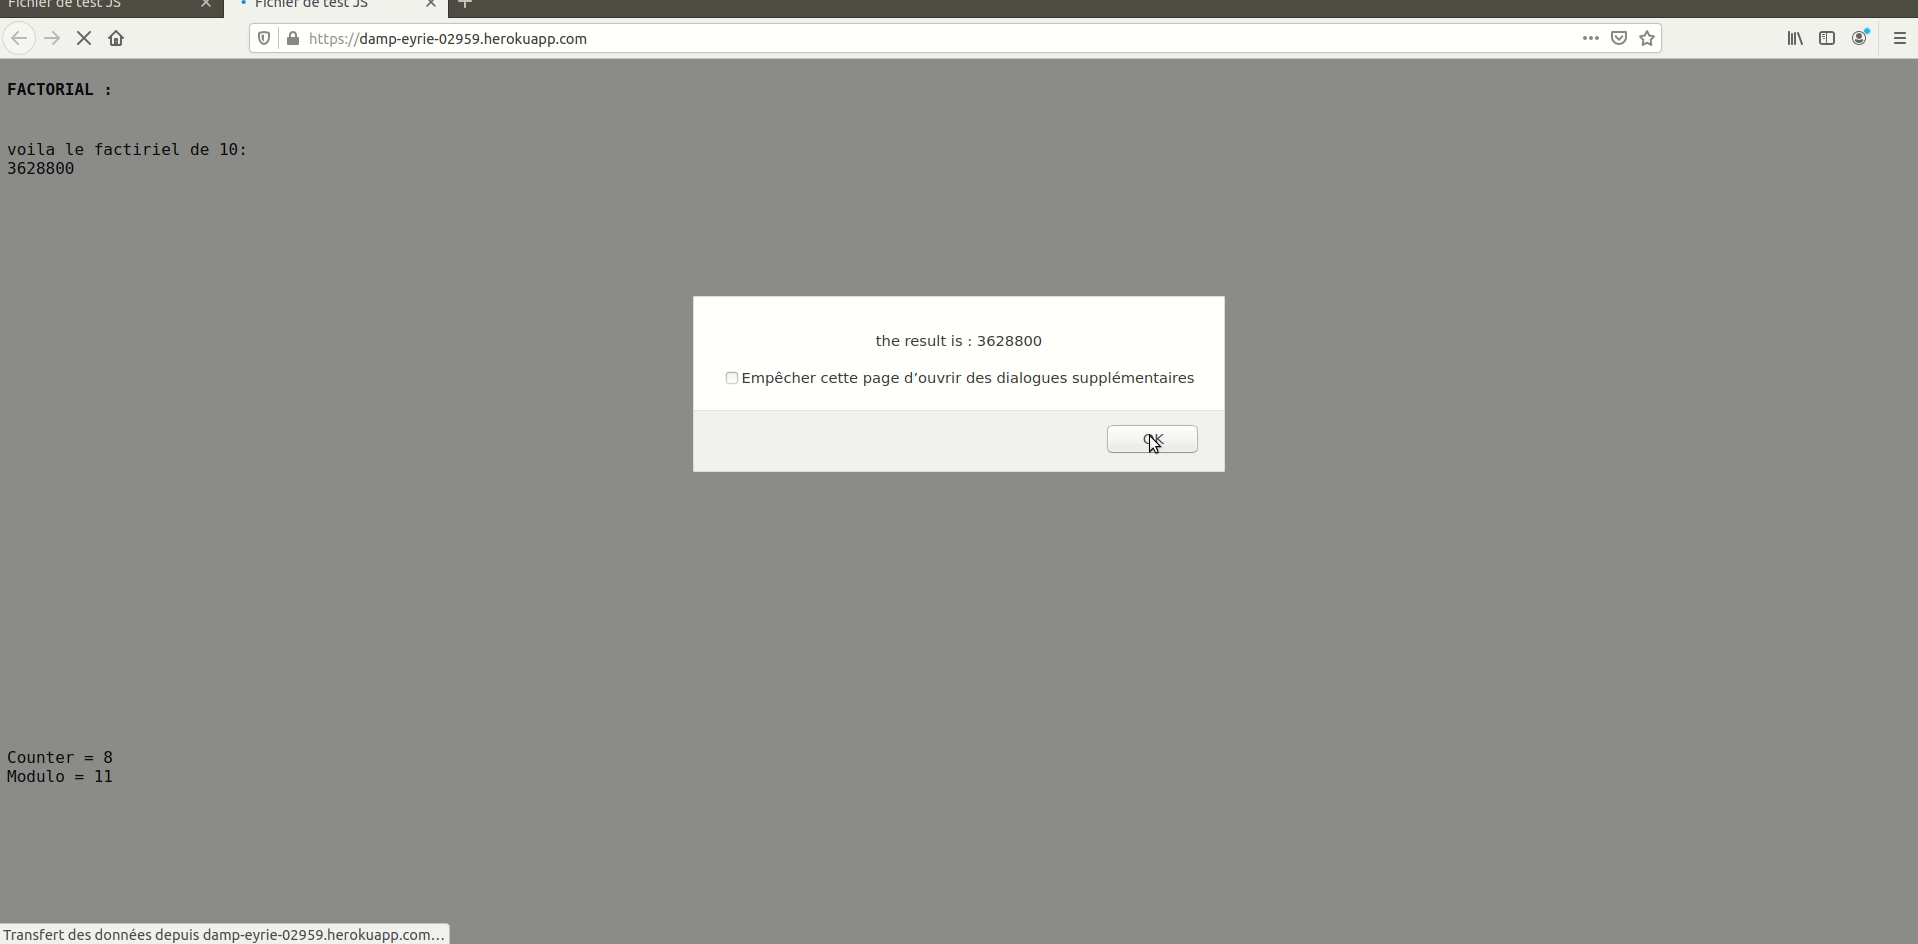 Fichier de test JS
Fichier de test JS
https://damp-eyrie-02959.herokuapp.com
FACTORIAL :
voila le factiriel de 10:
3628800
the result is : 3628800
Empêcher cette page d’ouvrir des dialogues supplémentaires
OK
Counter = 8
Modulo = 11
Transfert des données depuis damp-eyrie-02959.herokuapp.com…